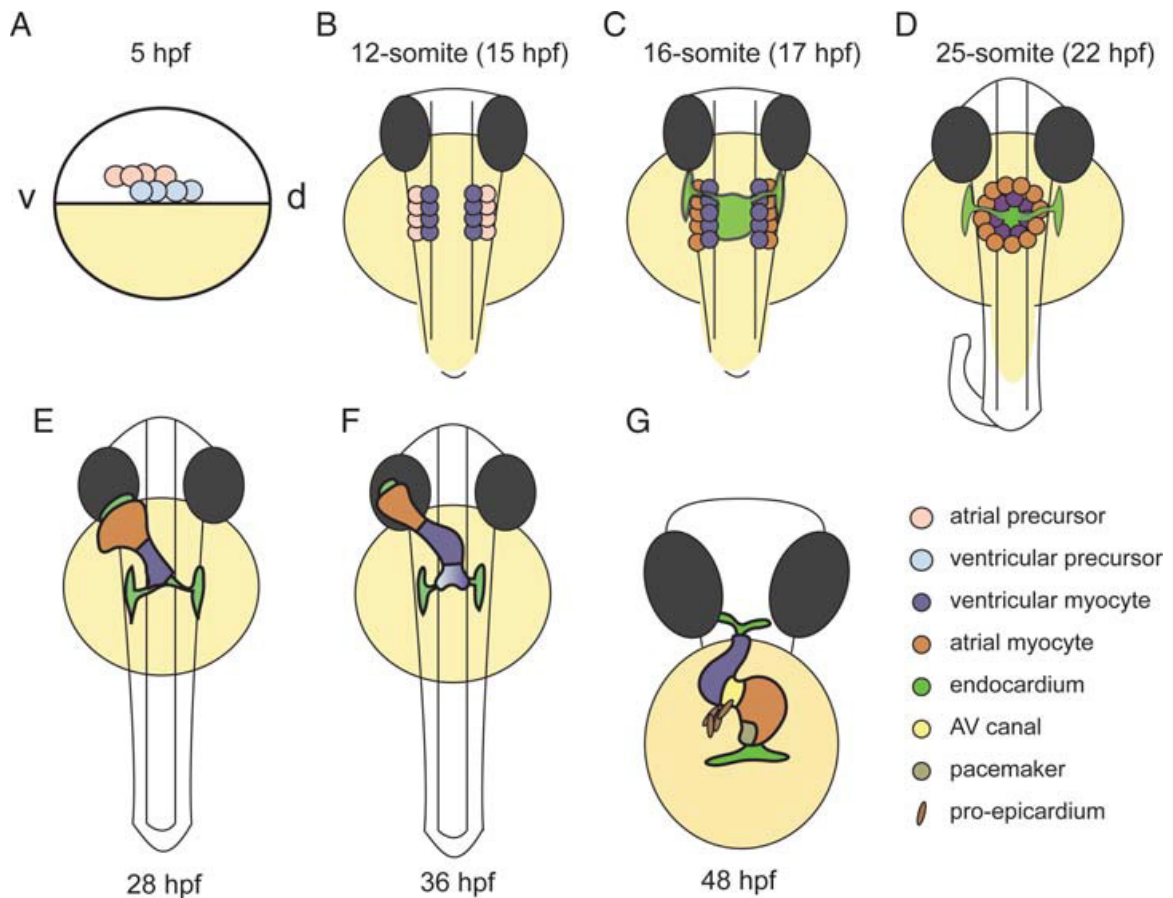 A
5 hpf
v
d
B
12-somite (15 hpf)
C
16-somite (17 hpf)
D
25-somite (22 hpf)
E
28 hpf
F
36 hpf
G
48 hpf
atrial precursor
ventricular precursor
ventricular myocyte
atrial myocyte
endocardium
AV canal
pacemaker
pro-epicardium